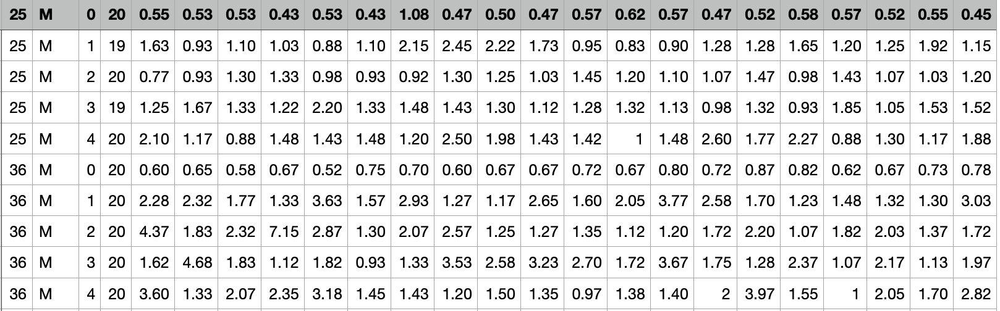 25 M 0 20 0.55 0.53 0.53 0.43 0.53 0.43 1.08 0.47 0.50 0.47 0.57 0.62 0.57 0.47 0.52 0.58 0.57 0.52 0.55 0.45
25 M 1 19 1.63 0.93 1.10 1.03 0.88 1.10 2.15 2.45 2.22 1.73 0.95 0.83 0.90 1.28 1.28 1.65 1.20 1.25 1.92 1.15
25 M 2 20 0.77 0.93 1.30 1.33 0.98 0.93 0.92 1.30 1.25 1.03 1.45 1.20 1.10 1.07 1.47 0.98 1.43 1.07 1.03 1.20
25 M 3 19 1.25 1.67 1.33 1.22 2.20 1.33 1.48 1.43 1.30 1.12 1.28 1.32 1.13 0.98 1.32 0.93 1.85 1.05 1.53 1.52
25 M 4 20 2.10 1.17 0.88 1.48 1.43 1.48 1.20 2.50 1.98 1.43 1.42 1 1.48 2.60 1.77 2.27 0.88 1.30 1.17 1.88
36 M 0 20 0.60 0.65 0.58 0.67 0.52 0.75 0.70 0.60 0.67 0.67 0.72 0.67 0.80 0.72 0.87 0.82 0.62 0.67 0.73 0.78
36 M 1 20 2.28 2.32 1.77 1.33 3.63 1.57 2.93 1.27 1.17 2.65 1.60 2.05 3.77 2.58 1.70 1.23 1.48 1.32 1.30 3.03
36 M 2 20 4.37 1.83 2.32 7.15 2.87 1.30 2.07 2.57 1.25 1.27 1.35 1.12 1.20 1.72 2.20 1.07 1.82 2.03 1.37 1.72
36 M 3 20 1.62 4.68 1.83 1.12 1.82 0.93 1.33 3.53 2.58 3.23 2.70 1.72 3.67 1.75 1.28 2.37 1.07 2.17 1.13 1.97
36 M 4 20 3.60 1.33 2.07 2.35 3.18 1.45 1.43 1.20 1.50 1.35 0.97 1.38 1.40 2 3.97 1.55 1 2.05 1.70 2.82